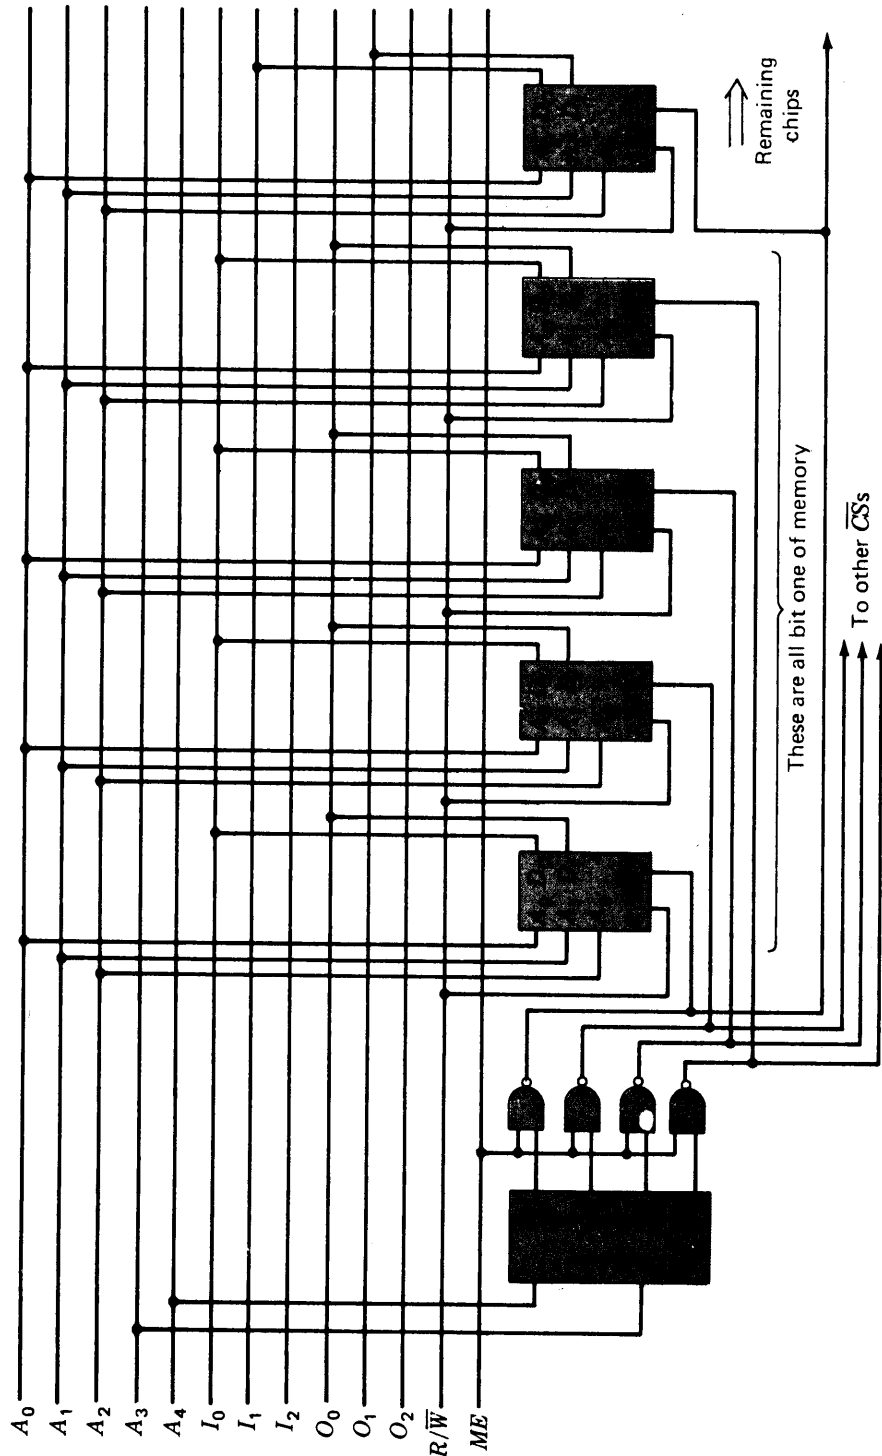 A₀
A₁
A₂
A₃
A₄
I₀
I₁
I₂
O₀
O₁
O₂
R/W̅
ME
Remaining
chips
These are all bit one of memory
To other C̅S̅s